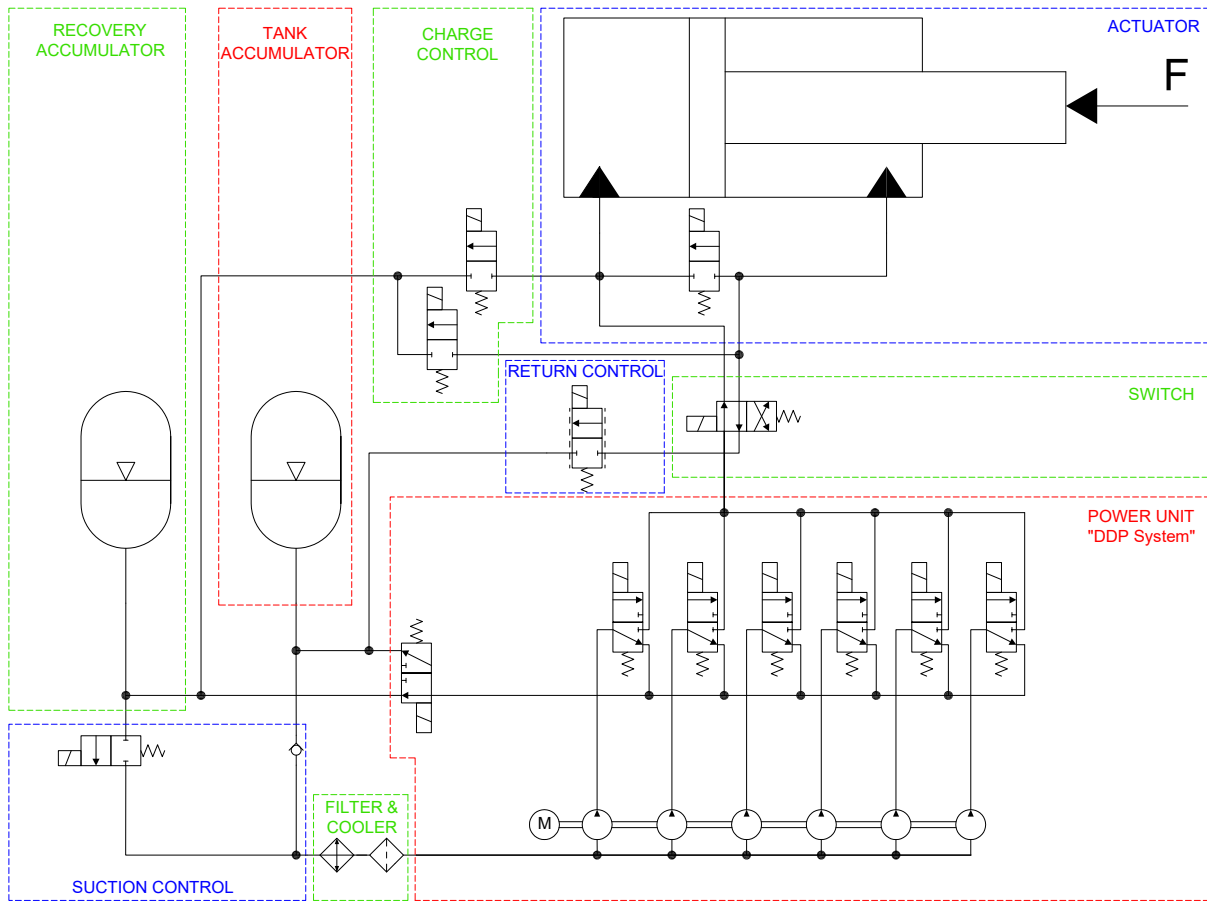 RECOVERY
ACCUMULATOR
TANK
ACCUMULATOR
CHARGE
CONTROL
ACTUATOR
F
RETURN CONTROL
SWITCH
POWER UNIT
"DDP System"
M
FILTER &
COOLER
SUCTION CONTROL